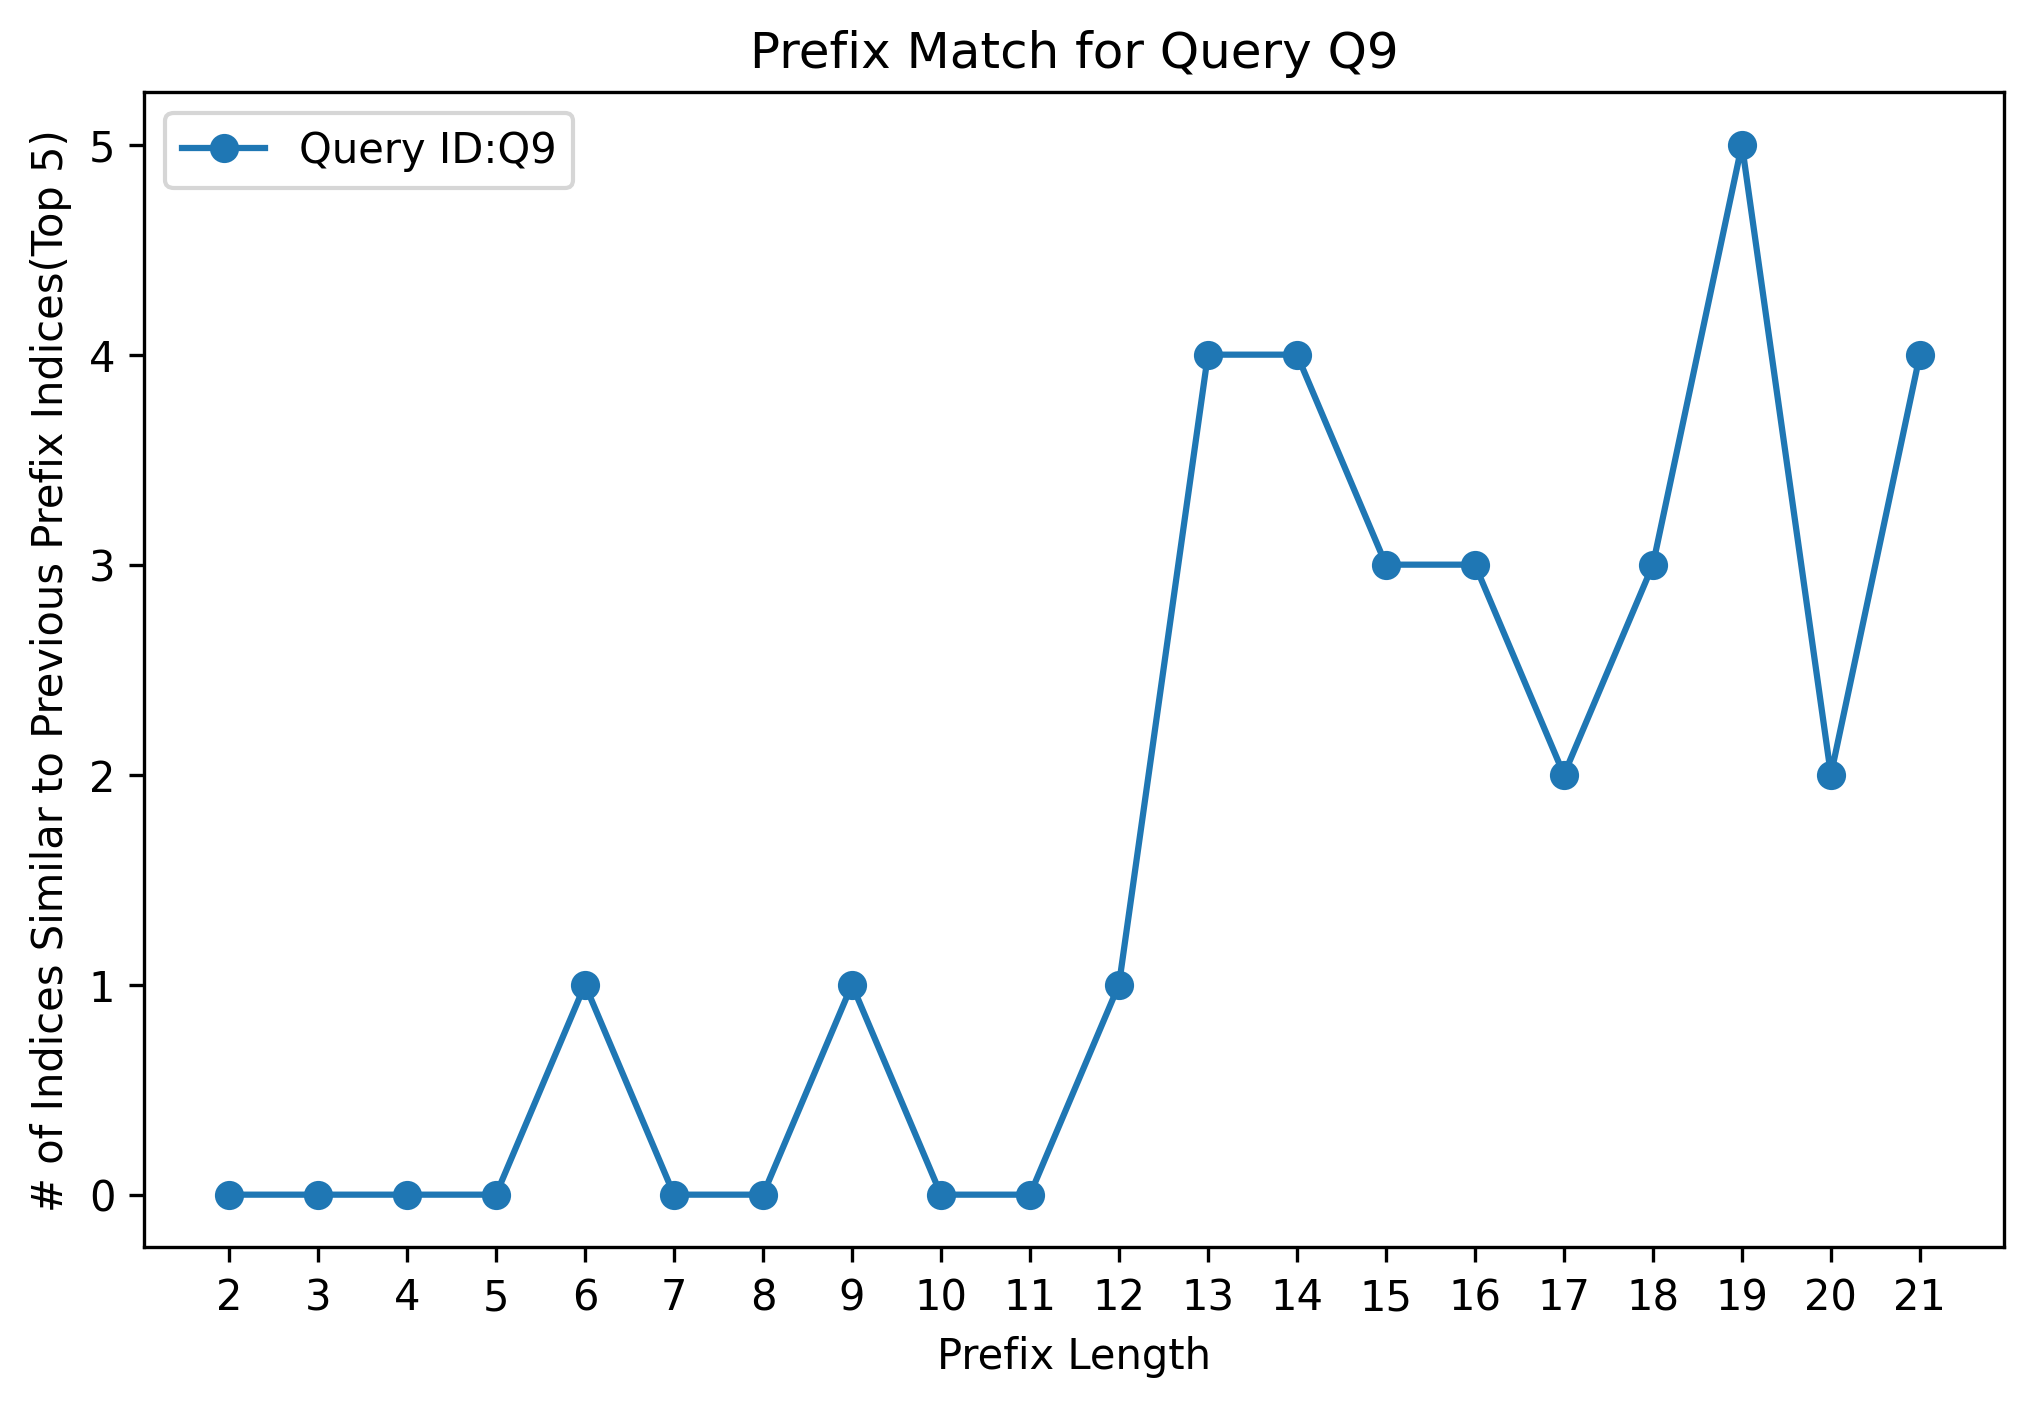 Prefix Match for Query Q9
Query ID:Q9
# of Indices Similar to Previous Prefix Indices(Top 5)
5
4
3
2
1
0
2 3 4 5 6 7 8 9 10 11 12 13 14 15 16 17 18 19 20 21
Prefix Length